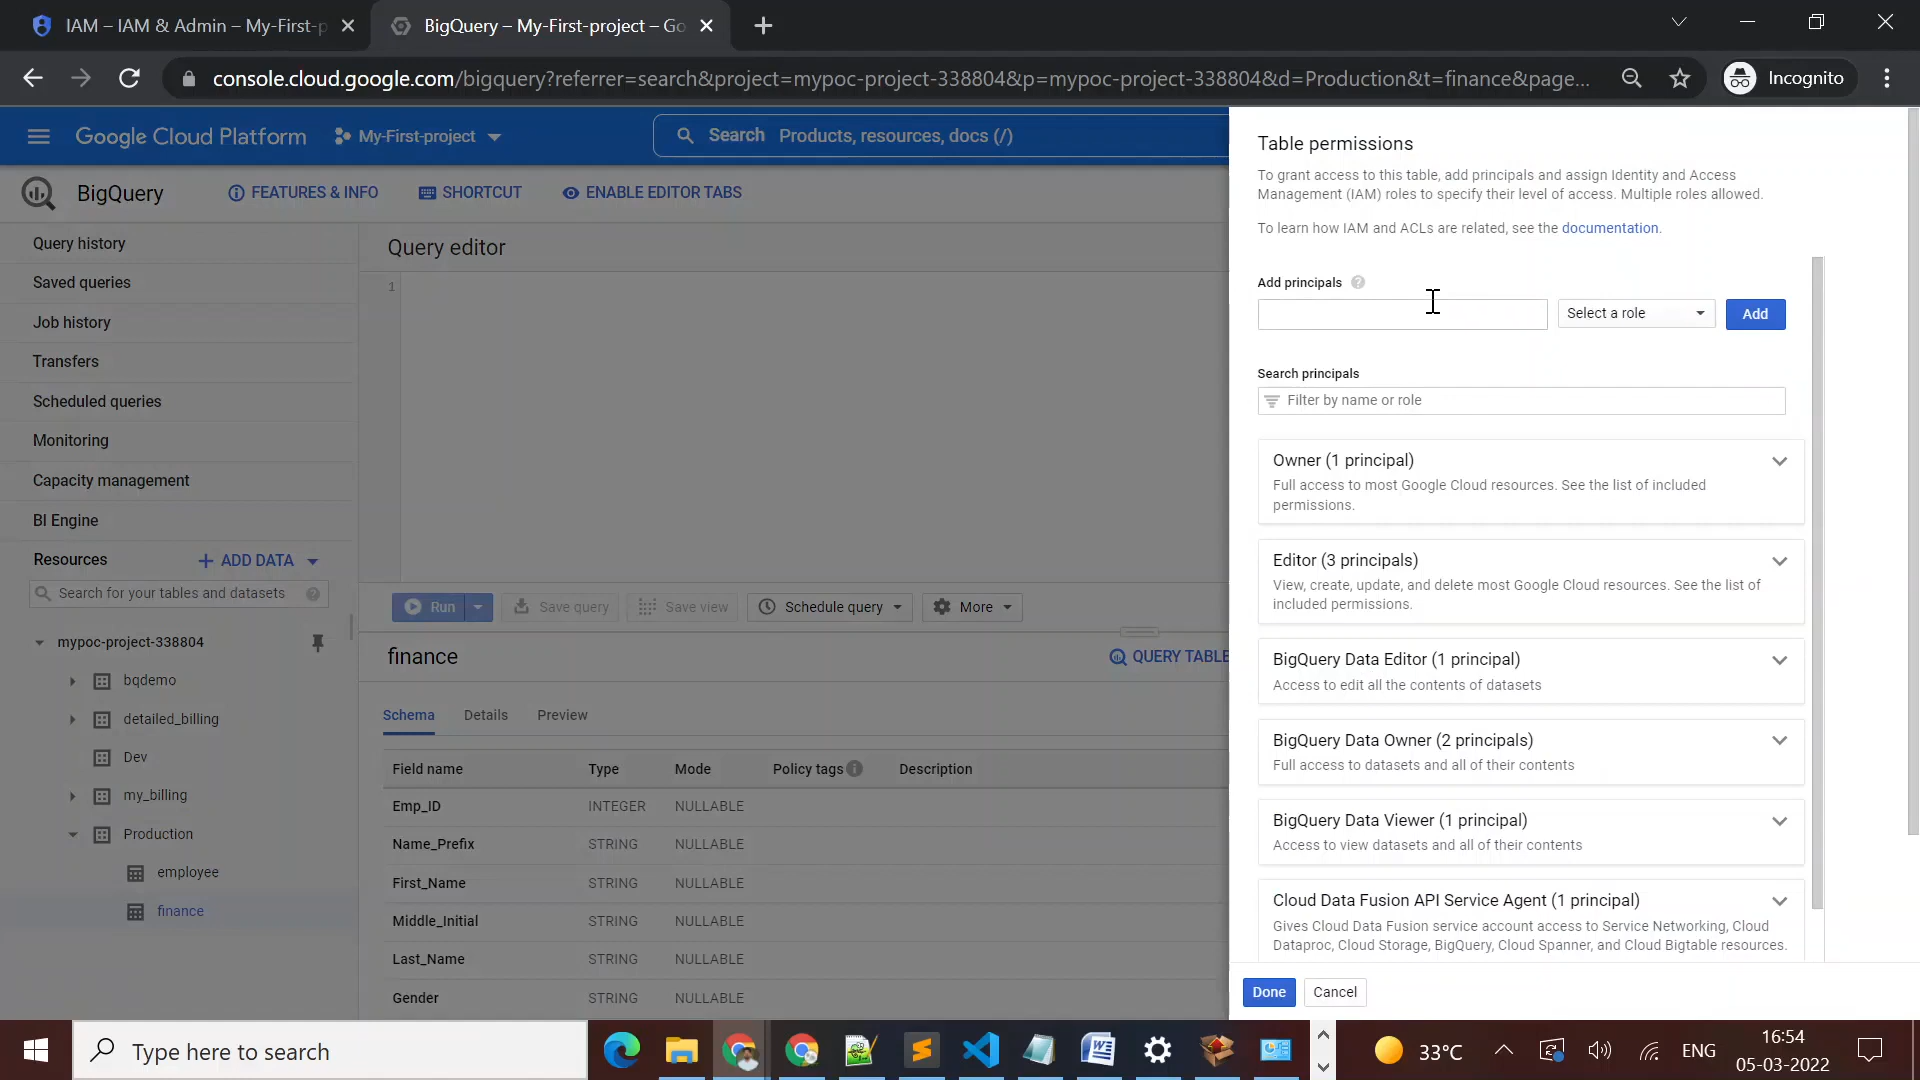 IAM – IAM & Admin – My-First-p
BigQuery – My-First-project – Go
console.cloud.google.com/bigquery?referrer=search&project=mypoc-project-338804&p=mypoc-project-338804&d=Production&t=finance&page...
Incognito
Google Cloud Platform
My-First-project
Search Products, resources, docs (/)
BigQuery
FEATURES & INFO
SHORTCUT
ENABLE EDITOR TABS
Query history
Saved queries
Job history
Transfers
Scheduled queries
Monitoring
Capacity management
BI Engine
Resources
+ ADD DATA
Search for your tables and datasets
mypoc-project-338804
bqdemo
detailed_billing
Dev
my_billing
Production
employee
finance
Query editor
1
Run
Save query
Save view
Schedule query
More
finance
QUERY TABLE
Schema Details Preview
Field name Type Mode Policy tags Description
Emp_ID INTEGER NULLABLE
Name_Prefix STRING NULLABLE
First_Name STRING NULLABLE
Middle_Initial STRING NULLABLE
Last_Name STRING NULLABLE
Gender STRING NULLABLE
Table permissions
To grant access to this table, add principals and assign Identity and Access
Management (IAM) roles to specify their level of access. Multiple roles allowed.
To learn how IAM and ACLs are related, see the documentation.
Add principals
Select a role
Add
Search principals
Filter by name or role
Owner (1 principal)
Full access to most Google Cloud resources. See the list of included
permissions.
Editor (3 principals)
View, create, update, and delete most Google Cloud resources. See the list of
included permissions.
BigQuery Data Editor (1 principal)
Access to edit all the contents of datasets
BigQuery Data Owner (2 principals)
Full access to datasets and all of their contents
BigQuery Data Viewer (1 principal)
Access to view datasets and all of their contents
Cloud Data Fusion API Service Agent (1 principal)
Gives Cloud Data Fusion service account access to Service Networking, Cloud
Dataproc, Cloud Storage, BigQuery, Cloud Spanner, and Cloud Bigtable resources.
Done
Cancel
Type here to search
33°C
ENG
16:54
05-03-2022